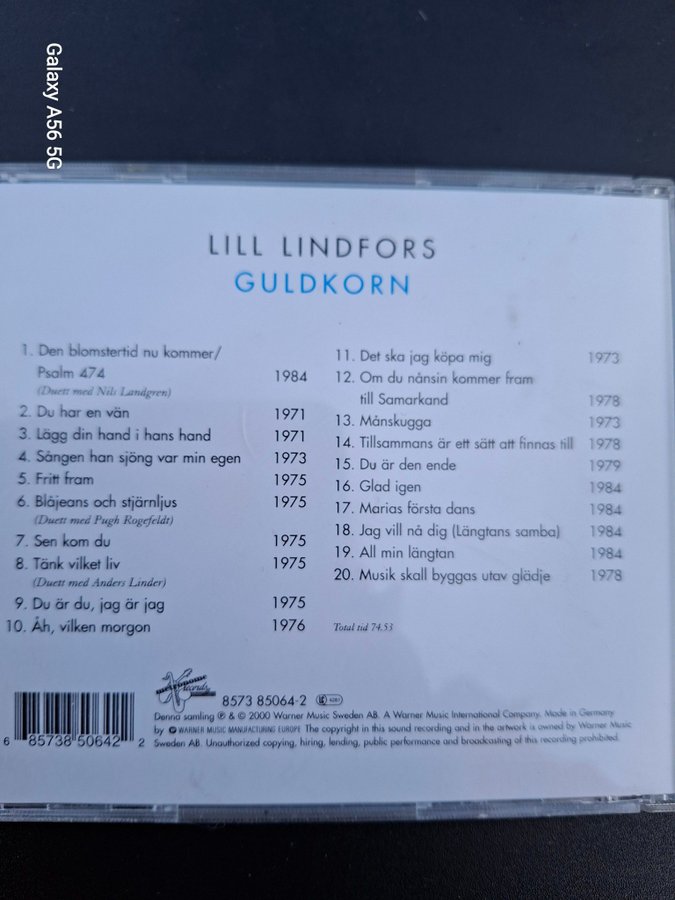 Galaxy A56 5G
LILL LINDFORS
GULDKORN
1. Den blomstertid nu kommer/
Psalm 474 1984
(Duett med Nils Landgren)
2. Du har en vän 1971
3. Lägg din hand i hans hand 1971
4. Sången han sjöng var min egen 1973
5. Fritt fram 1975
6. Blåjeans och stjärnljus 1975
(Duett med Pugh Rogefeldt)
7. Sen kom du 1975
8. Tänk vilket liv 1975
(Duett med Anders Linder)
9. Du är du, jag är jag 1975
10. Åh, vilken morgon 1976
11. Det ska jag köpa mig 1973
12. Om du nånsin kommer fram
till Samarkand 1978
13. Månskugga 1973
14. Tillsammans är ett sätt att finnas till 1978
15. Du är den ende 1979
16. Glad igen 1984
17. Marias första dans 1984
18. Jag vill nå dig (Längtans samba) 1984
19. All min längtan 1984
20. Musik skall byggas utav glädje 1978
Total tid 74.53
metronome
Records
8573 85064-2
6 85738 50642 2
Denna samling ℗ & © 2000 Warner Music Sweden AB. A Warner Music International Company. Made in Germany
by WARNER MUSIC MANUFACTURING EUROPE The copyright in this sound recording and in the artwork is owned by Warner Music
Sweden AB. Unauthorized copying, hiring, lending, public performance and broadcasting of this recording prohibited.